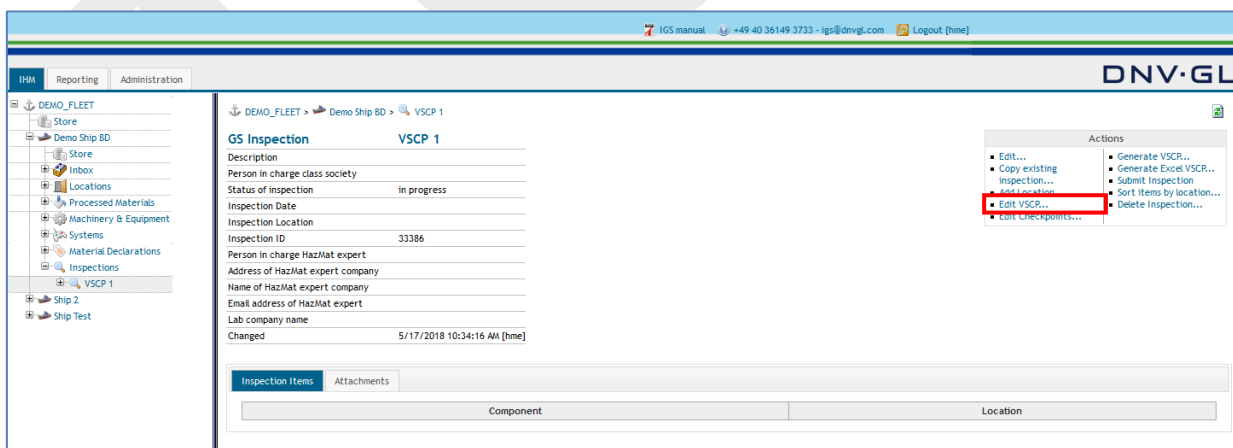 IGS manual +49 40 36149 3733 - igs@dnvgl.com Logout [hme]
IHM Reporting Administration
DNV·GL
DEMO_FLEET
Store
Demo Ship BD
Store
Inbox
Locations
Processed Materials
Machinery & Equipment
Systems
Material Declarations
Inspections
VSCP 1
Ship 2
Ship Test
DEMO_FLEET > Demo Ship BD > VSCP 1
GS Inspection VSCP 1
Description
Person in charge class society
Status of inspection in progress
Inspection Date
Inspection Location
Inspection ID 33386
Person in charge HazMat expert
Address of HazMat expert company
Name of HazMat expert company
Email address of HazMat expert
Lab company name
Changed 5/17/2018 10:34:16 AM [hme]
Actions
Edit...
Copy existing
inspection...
Add Location
Edit VSCP...
Edit Checkpoints...
Generate VSCP...
Generate Excel VSCP...
Submit Inspection
Sort items by location...
Delete Inspection...
Inspection Items Attachments
Component Location